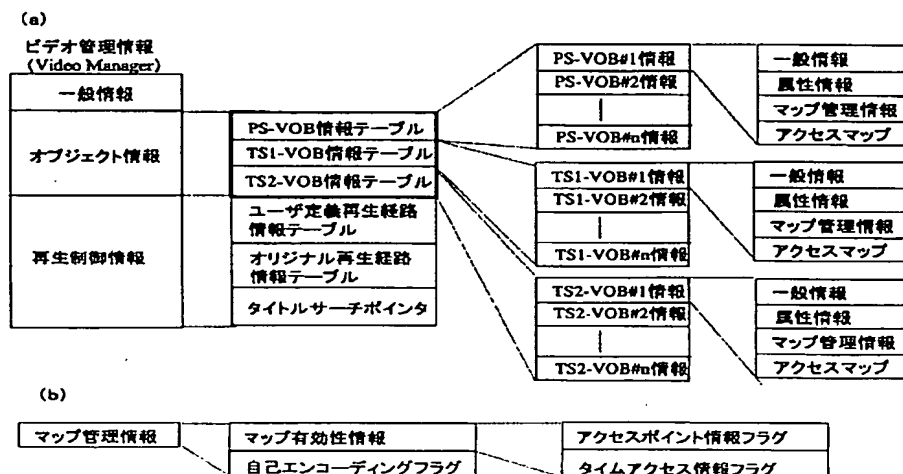 (a)
ビデオ管理情報
(Video Manager)
一般情報
オブジェクト情報
再生制御情報
PS-VOB情報テーブル
TS1-VOB情報テーブル
TS2-VOB情報テーブル
ユーザ定義再生経路
情報テーブル
オリジナル再生経路
情報テーブル
タイトルサーチポインタ
PS-VOB#1情報
PS-VOB#2情報
PS-VOB#n情報
一般情報
属性情報
マップ管理情報
アクセスマップ
TS1-VOB#1情報
TS1-VOB#2情報
TS1-VOB#n情報
一般情報
属性情報
マップ管理情報
アクセスマップ
TS2-VOB#1情報
TS2-VOB#2情報
TS2-VOB#n情報
一般情報
属性情報
マップ管理情報
アクセスマップ
(b)
マップ管理情報
マップ有効性情報
自己エンコーディングフラグ
アクセスポイント情報フラグ
タイムアクセス情報フラグ